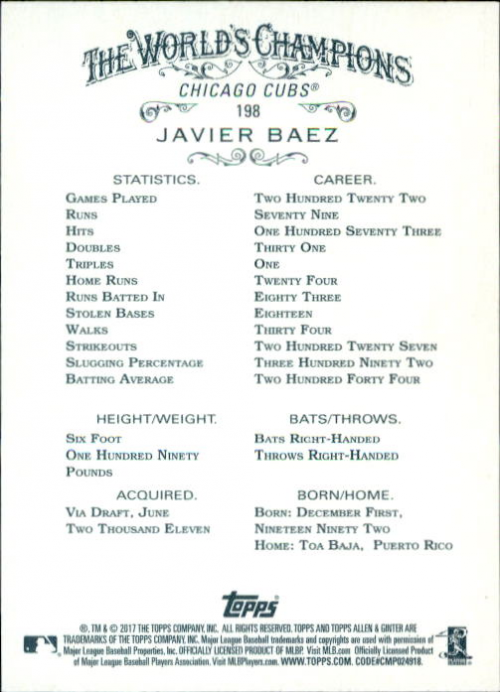 THE WORLD'S CHAMPIONS
CHICAGO CUBS®
198
JAVIER BAEZ
STATISTICS. CAREER.
GAMES PLAYED TWO HUNDRED TWENTY TWO
RUNS SEVENTY NINE
HITS ONE HUNDRED SEVENTY THREE
DOUBLES THIRTY ONE
TRIPLES ONE
HOME RUNS TWENTY FOUR
RUNS BATTED IN EIGHTY THREE
STOLEN BASES EIGHTEEN
WALKS THIRTY FOUR
STRIKEOUTS TWO HUNDRED TWENTY SEVEN
SLUGGING PERCENTAGE THREE HUNDRED NINETY TWO
BATTING AVERAGE TWO HUNDRED FORTY FOUR
HEIGHT/WEIGHT. BATS/THROWS.
SIX FOOT BATS RIGHT-HANDED
ONE HUNDRED NINETY THROWS RIGHT-HANDED
POUNDS
ACQUIRED. BORN/HOME.
VIA DRAFT, JUNE BORN: DECEMBER FIRST,
TWO THOUSAND ELEVEN NINETEEN NINETY TWO
HOME: TOA BAJA, PUERTO RICO
Topps
®, TM & © 2017 THE TOPPS COMPANY, INC. ALL RIGHTS RESERVED. TOPPS AND TOPPS ALLEN & GINTER ARE
TRADEMARKS OF THE TOPPS COMPANY, INC. Major League Baseball trademarks and copyrights are used with permission of
Major League Baseball Properties, Inc. OFFICIALLY LICENSED PRODUCT OF MLBP. Visit MLB.com Officially Licensed Product
of Major League Baseball Players Association. Visit MLBPlayers.com. WWW.TOPPS.COM. CODE#CMP024918.